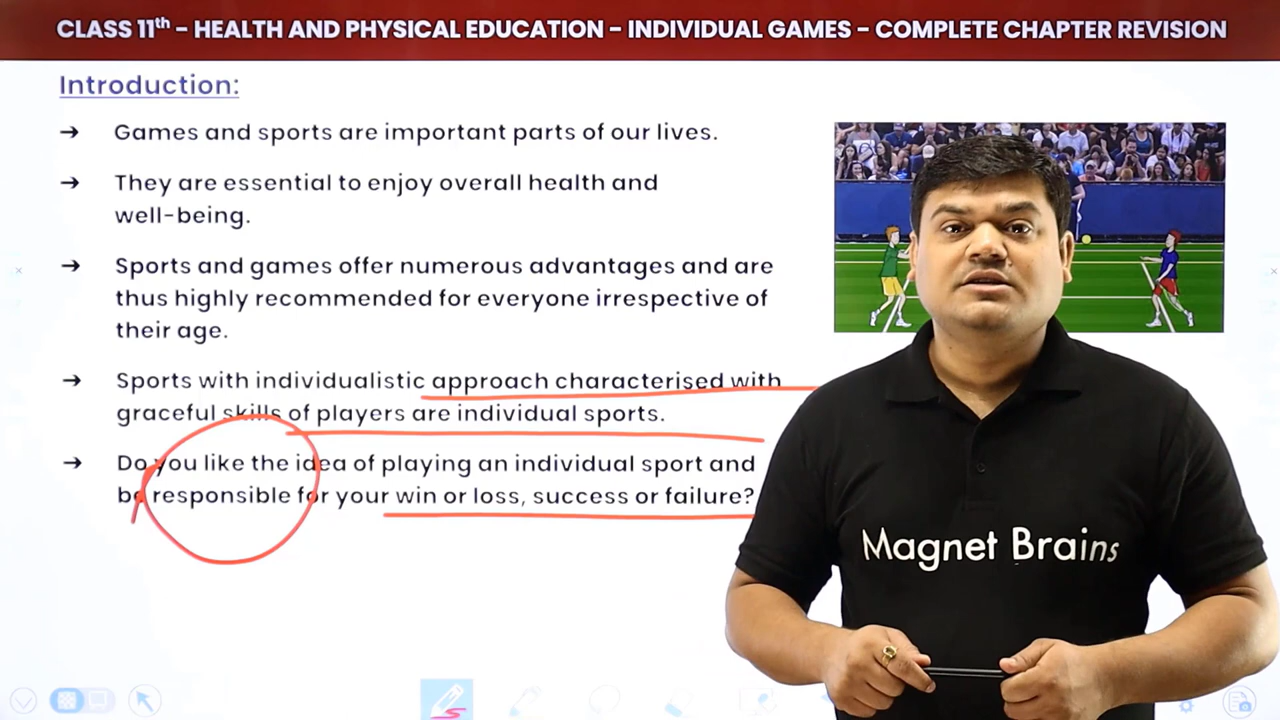 CLASS 11th – HEALTH AND PHYSICAL EDUCATION – INDIVIDUAL GAMES – COMPLETE CHAPTER REVISION
Introduction:
➔ Games and sports are important parts of our lives.
➔ They are essential to enjoy overall health and
well-being.
➔ Sports and games offer numerous advantages and are
thus highly recommended for everyone irrespective of
their age.
➔ Sports with individualistic approach characterised with
graceful skills of players are individual sports.
➔ Do you like the idea of playing an individual sport and
be responsible for your win or loss, success or failure?
Magnet Brains